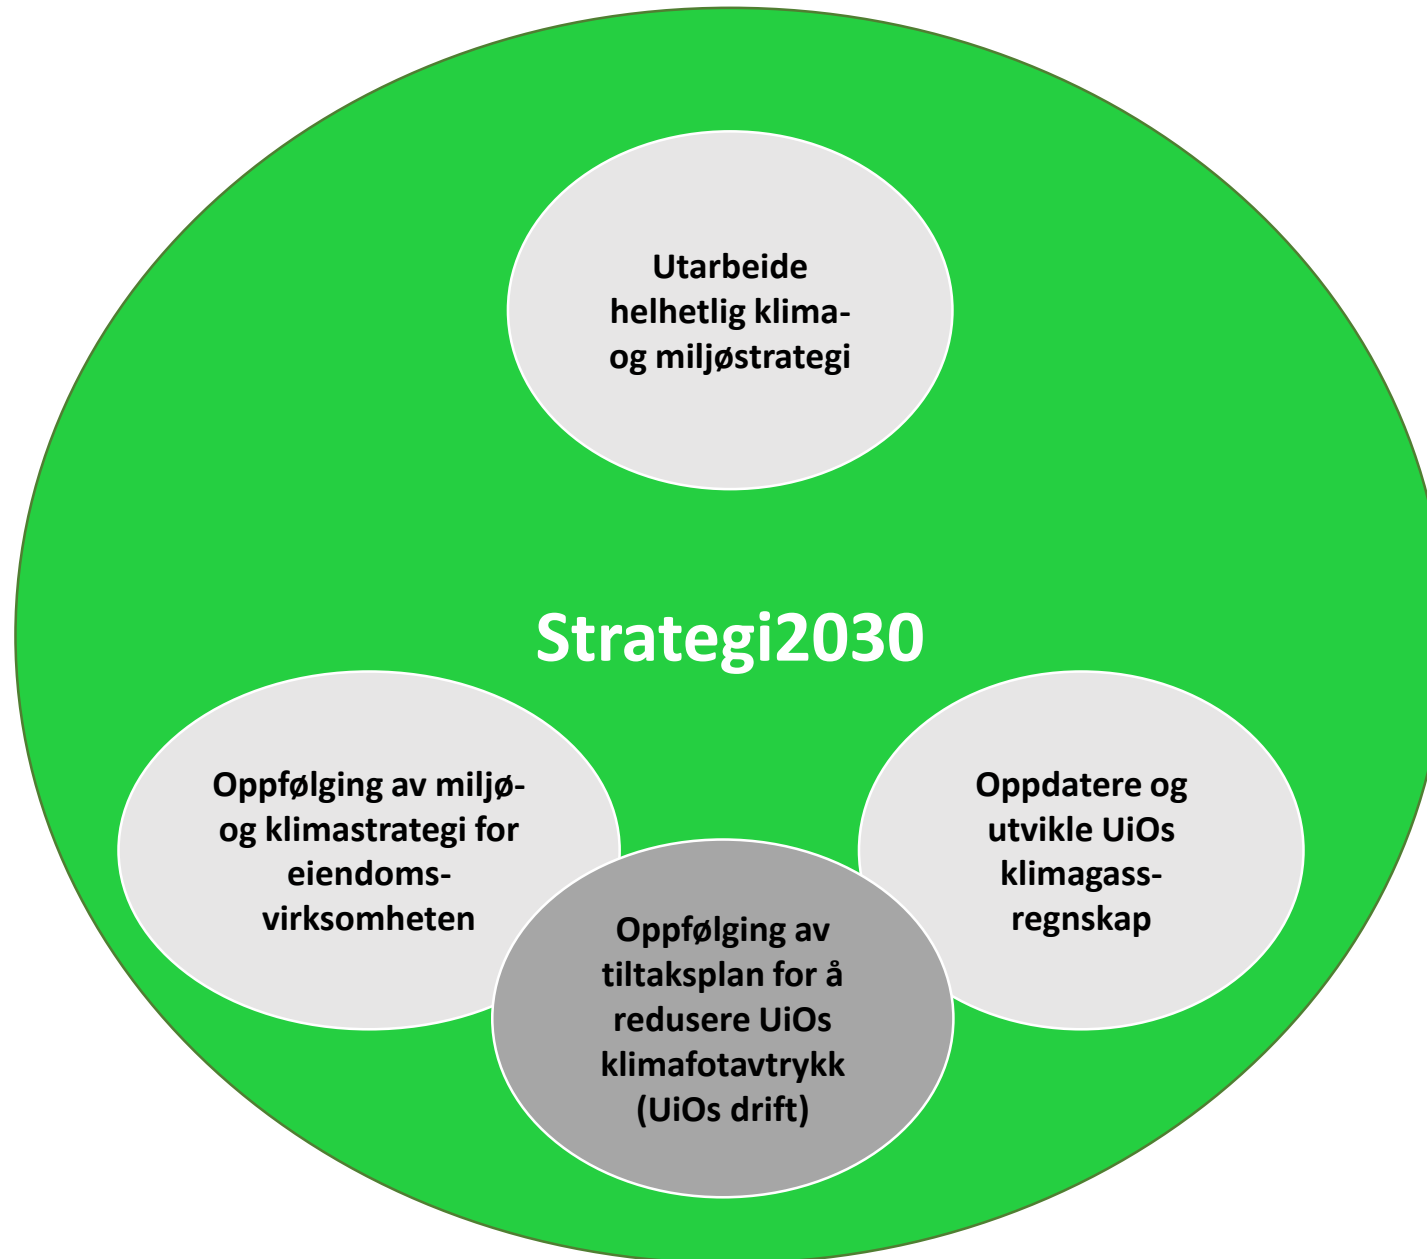 Utarbeide
helhetlig klima-
og miljøstrategi
Strategi2030
Oppfølging av miljø-
og klimastrategi for
eiendoms-
virksomheten
Oppfølging av
tiltaksplan for å
redusere UiOs
klimafotavtrykk
(UiOs drift)
Oppdatere og
utvikle UiOs
klimagass-
regnskap